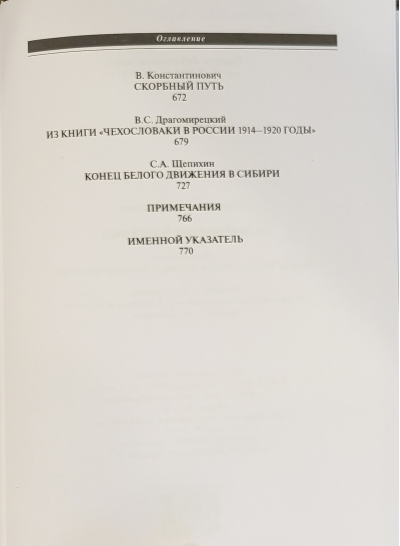 Оглавление
В. Константинович
СКОРБНЫЙ ПУТЬ
672
В.С. Драгомирецкий
ИЗ КНИГИ «ЧЕХОСЛОВАКИ В РОССИИ 1914—1920 ГОДЫ»
679
С.А. Щепихин
КОНЕЦ БЕЛОГО ДВИЖЕНИЯ В СИБИРИ
727
ПРИМЕЧАНИЯ
766
ИМЕННОЙ УКАЗАТЕЛЬ
770